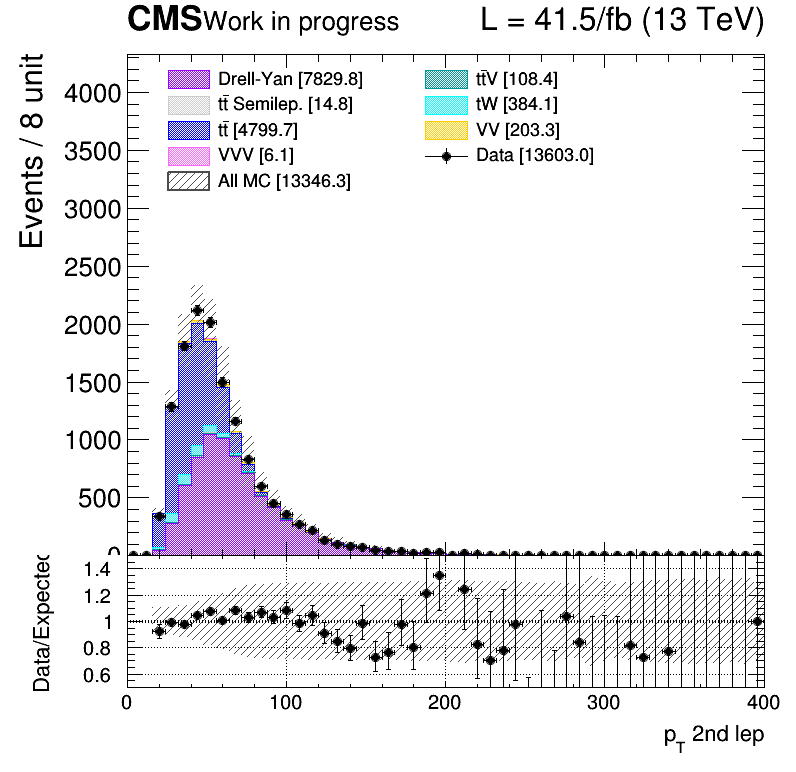 CMS Work in progress L = 41.5/fb (13 TeV)
Events / 8 unit
Drell-Yan [7829.8]
tt̄ Semilep. [14.8]
tt̄ [4799.7]
VVV [6.1]
All MC [13346.3]
tt̄V [108.4]
tW [384.1]
VV [203.3]
Data [13603.0]
4000
3500
3000
2500
2000
1500
1000
500
0
Data/Expected
1.4
1.2
1
0.8
0.6
0 100 200 300 400
p_T 2nd lep